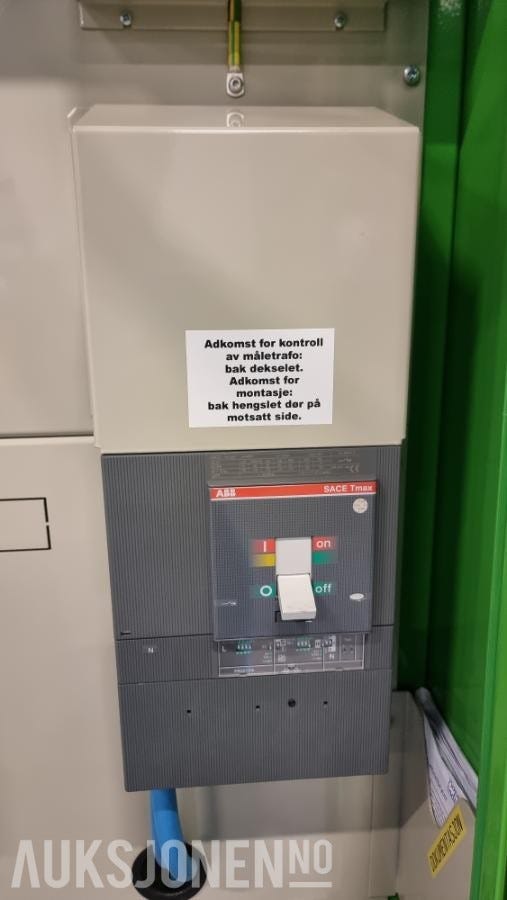 Adkomst for kontroll
av måletrafo:
bak dekselet.
Adkomst for
montasje:
bak hengslet dør på
motsatt side.
ABB SACE Tmax
I on
O off
N
N
DOKUMENTASJON
AUKSJONEN NO